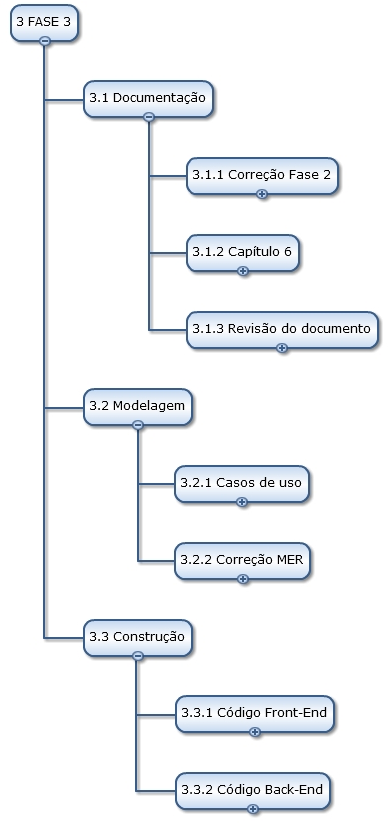 3 FASE 3
3.1 Documentação
3.1.1 Correção Fase 2
3.1.2 Capítulo 6
3.1.3 Revisão do documento
3.2 Modelagem
3.2.1 Casos de uso
3.2.2 Correção MER
3.3 Construção
3.3.1 Código Front-End
3.3.2 Código Back-End